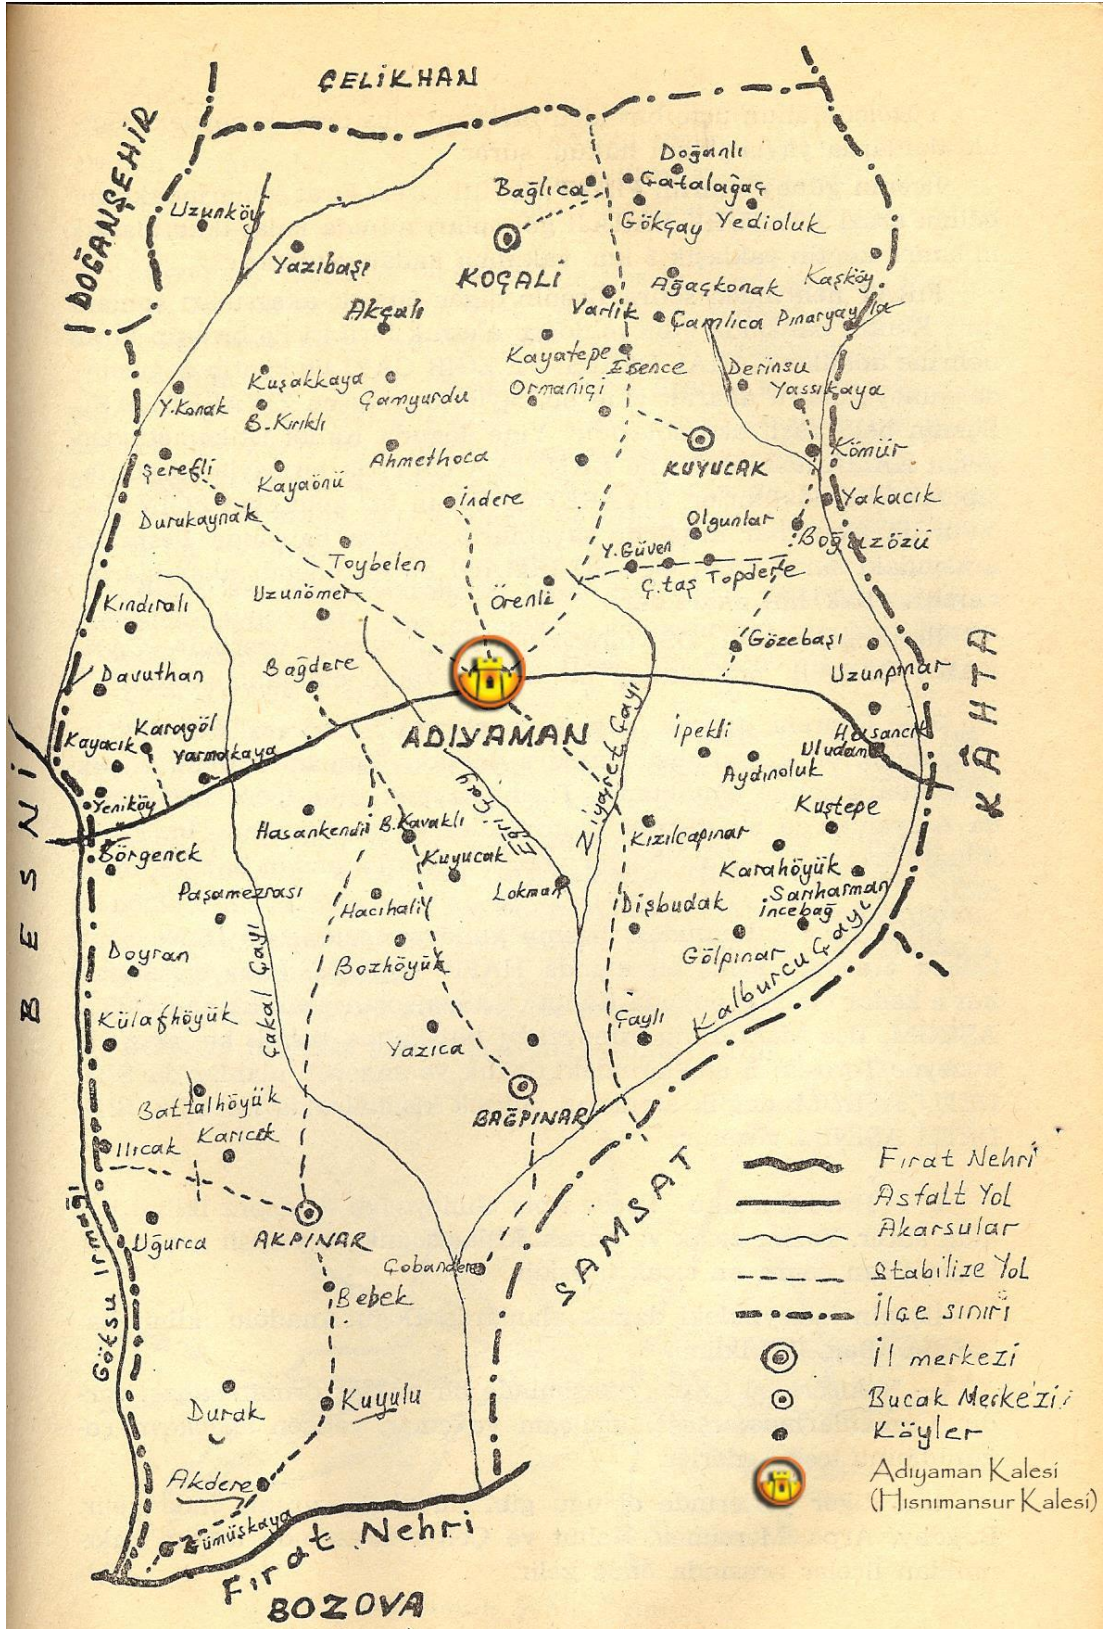 ÇELİKHAN
DOĞANŞEHİR
Doğanlı
Bağlıca
Çatalağaç
Uzunköy
Gökçay
Yedioluk
Yazıbaşı
KOÇALİ
Ağaçkonak
Kaşköy
Akçalı
Varlik
Çamlıca
Pınaryayla
Kayatepe
Esence
Derinsu
Kuşakkaya
Çamyurdu
Ormaniçi
Yassıkaya
Y.Konak
B.Kırıklı
Şerefli
Ahmethoca
KUYUCAK
Kömür
Kayaönü
İndere
Yakacık
Durukaynak
Olgunlar
Boğazözü
Toybelen
Y.Güven
Ç.taş
Topdere
Kındıralı
Uzunömer
Örenli
Gözebaşı
Davuthan
Bağdere
Uzunpınar
KÂHTA
Karagöl
ADIYAMAN
İpekli
Hasancık
Kayacık
Yarmakaya
Uludam
Aydınoluk
BESNİ
Yeniköy
Eğri Çay
Ziyaret Çayı
Kuştepe
Hasankendi
B.Kavaklı
Kızılcapınar
Börgenek
Kuyucak
Karahöyük
Paşamezrası
Hacıhalil
Lokman
Dişbudak
Sarıharman
İncebağ
Doyran
Çakal Çayı
Bozhöyük
Gölpınar
Kalburcu Çayı
Külafhöyük
Yazıca
Çaylı
Battalhöyük
BAĞPINAR
Ilıcak
Karıcık
SAMSAT
Uğurca
AKPINAR
Çobandere
Göksu Irmağı
Bebek
Durak
Kuyulu
Akdere
Gümüşkaya
Fırat Nehri
BOZOVA
Fırat Nehri
Asfalt Yol
Akarsular
Stabilize Yol
İlçe sınırı
İl merkezi
Bucak Merkezi
Köyler
Adıyaman Kalesi
(Hısnımansur Kalesi)